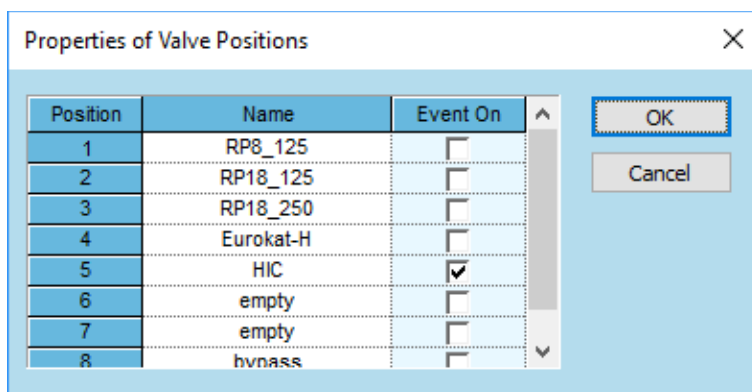 Properties of Valve Positions
Position Name Event On
1 RP8_125
2 RP18_125
3 RP18_250
4 Eurokat-H
5 HIC
6 empty
7 empty
8 bypass
OK
Cancel